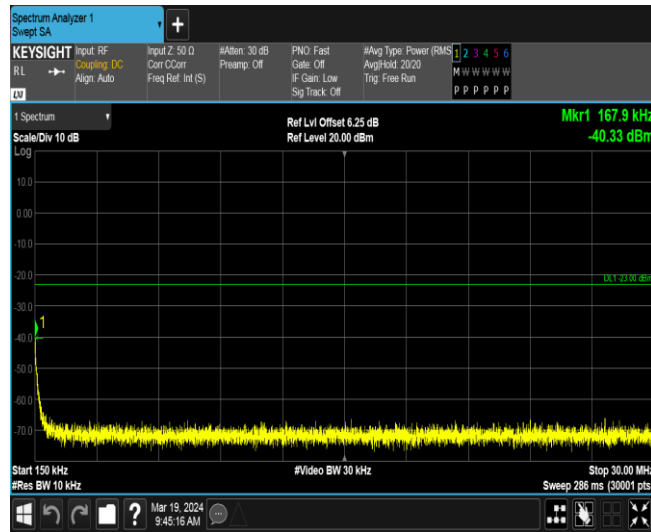 Spectrum Analyzer 1
Swept SA
+
KEYSIGHT
RL
LXI
Input: RF
Coupling: DC
Align: Auto
Input Z: 50 Ω
Corr CCorr
Freq Ref: Int (S)
#Atten: 30 dB
Preamp: Off
PNO: Fast
Gate: Off
IF Gain: Low
Sig Track: Off
#Avg Type: Power (RMS
Avg|Hold: 20/20
Trig: Free Run
1 2 3 4 5 6
M W W W W W
P P P P P P
1 Spectrum
Scale/Div 10 dB
Log
Ref Lvl Offset 6.25 dB
Ref Level 20.00 dBm
Mkr1 167.9 kHz
-40.33 dBm
10.0
0.00
-10.0
-20.0
DL1 -23.00 dBm
-30.0
1
-40.0
-50.0
-60.0
-70.0
Start 150 kHz
#Res BW 10 kHz
#Video BW 30 kHz
Stop 30.00 MHz
Sweep 286 ms (30001 pts
?
Mar 19, 2024
9:45:16 AM